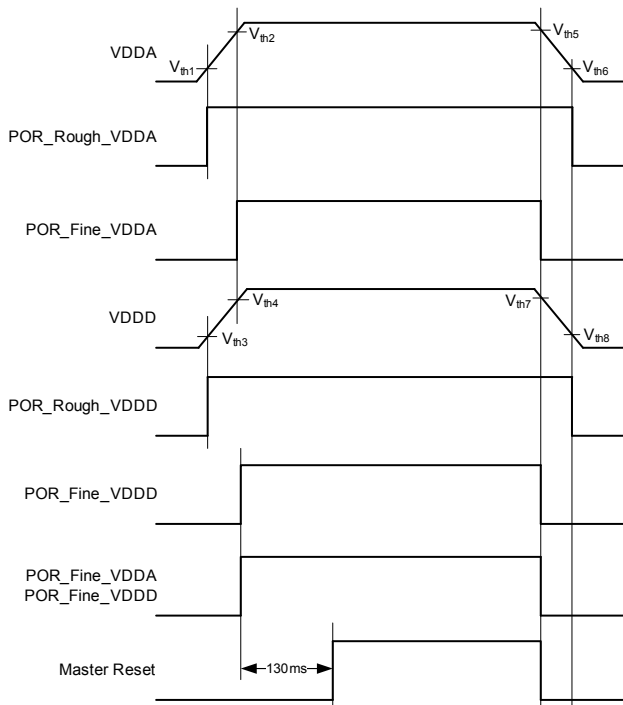 VDDA
Vth1
Vth2
Vth5
Vth6
POR_Rough_VDDA
POR_Fine_VDDA
VDDD
Vth3
Vth4
Vth7
Vth8
POR_Rough_VDDD
POR_Fine_VDDD
POR_Fine_VDDA
POR_Fine_VDDD
Master Reset
130ms